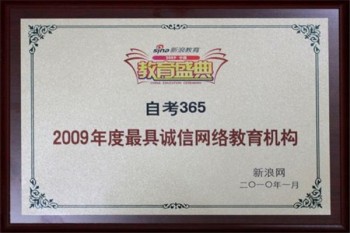 sina新浪教育
教育盛典
自考365
2009年度最具诚信网络教育机构
新浪网
二〇一〇年一月